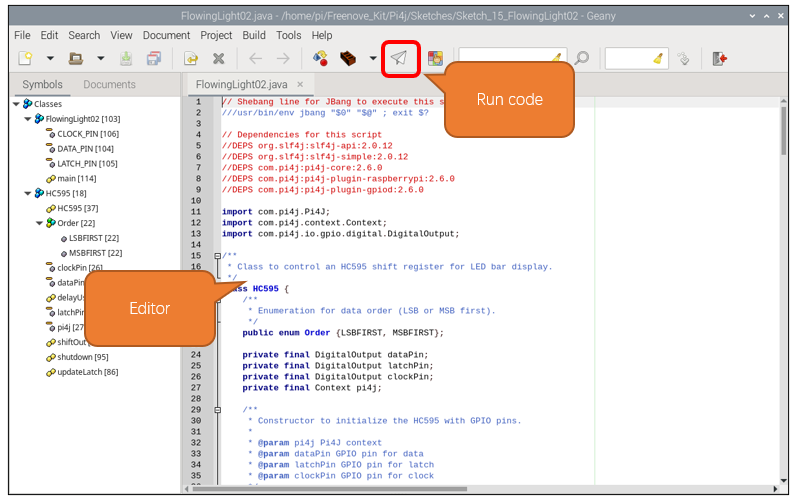 FlowingLight02.java - /home/pi/Freenove_Kit/Pi4j/Sketches/Sketch_15_FlowingLight02 - Geany
File Edit Search View Document Project Build Tools Help
Run code
Symbols Documents
Classes
FlowingLight02 [103]
CLOCK_PIN [106]
DATA_PIN [104]
LATCH_PIN [105]
main [114]
HC595 [18]
HC595 [37]
Order [22]
LSBFIRST [22]
MSBFIRST [22]
clockPin [26]
dataPin
delayUs
latchPin
pi4j [27]
shiftOut
shutdown [95]
updateLatch [86]
Editor
FlowingLight02.java
1 // Shebang line for JBang to execute this s
2 ///usr/bin/env jbang "$0" "$@" ; exit $?
3
4 // Dependencies for this script
5 //DEPS org.slf4j:slf4j-api:2.0.12
6 //DEPS org.slf4j:slf4j-simple:2.0.12
7 //DEPS com.pi4j:pi4j-core:2.6.0
8 //DEPS com.pi4j:pi4j-plugin-raspberrypi:2.6.0
9 //DEPS com.pi4j:pi4j-plugin-gpiod:2.6.0
10
11 import com.pi4j.Pi4J;
12 import com.pi4j.context.Context;
13 import com.pi4j.io.gpio.digital.DigitalOutput;
14
15 /**
16 * Class to control an HC595 shift register for LED bar display.
*/
ass HC595 {
/**
* Enumeration for data order (LSB or MSB first).
*/
public enum Order {LSBFIRST, MSBFIRST};
24 private final DigitalOutput dataPin;
25 private final DigitalOutput latchPin;
26 private final DigitalOutput clockPin;
27 private final Context pi4j;
28
29 /**
30 * Constructor to initialize the HC595 with GPIO pins.
31 *
32 * @param pi4j Pi4J context
33 * @param dataPin GPIO pin for data
34 * @param latchPin GPIO pin for latch
35 * @param clockPin GPIO pin for clock